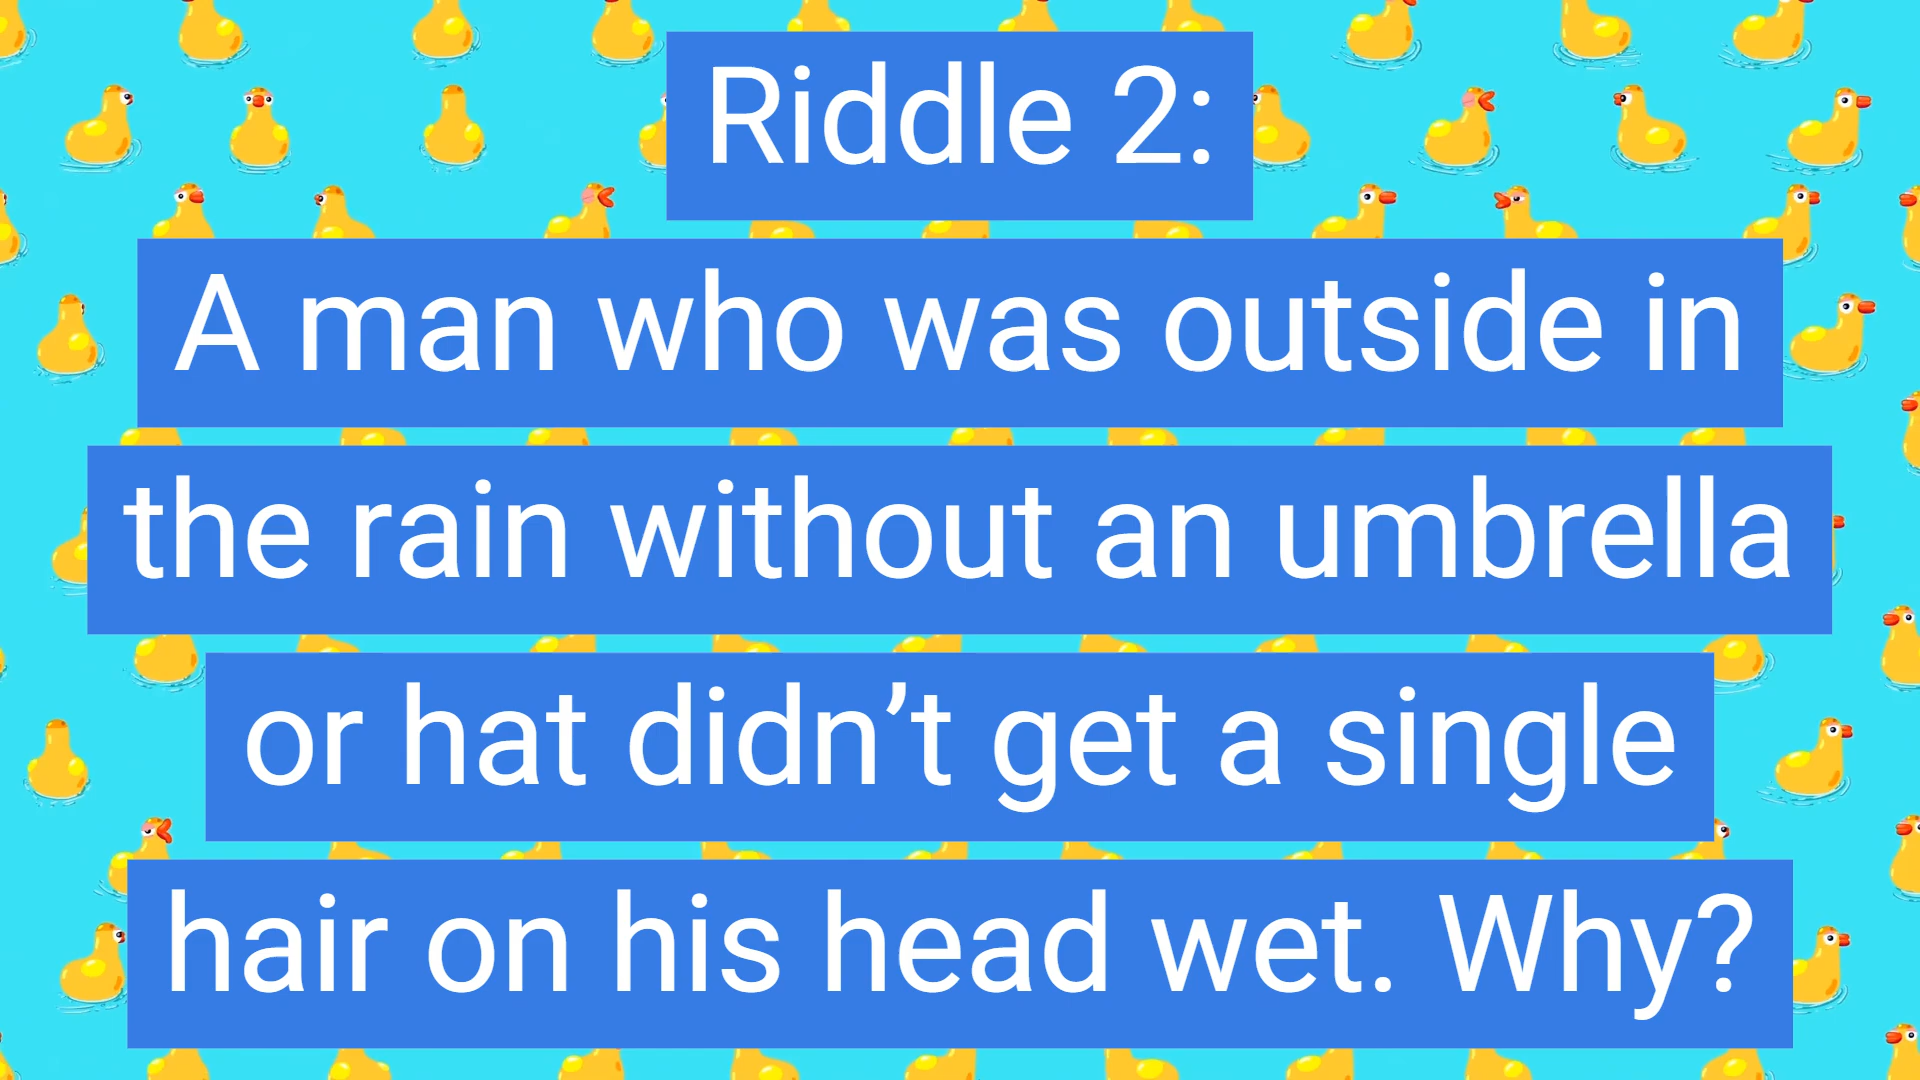 Riddle 2:
A man who was outside in
the rain without an umbrella
or hat didn’t get a single
hair on his head wet. Why?